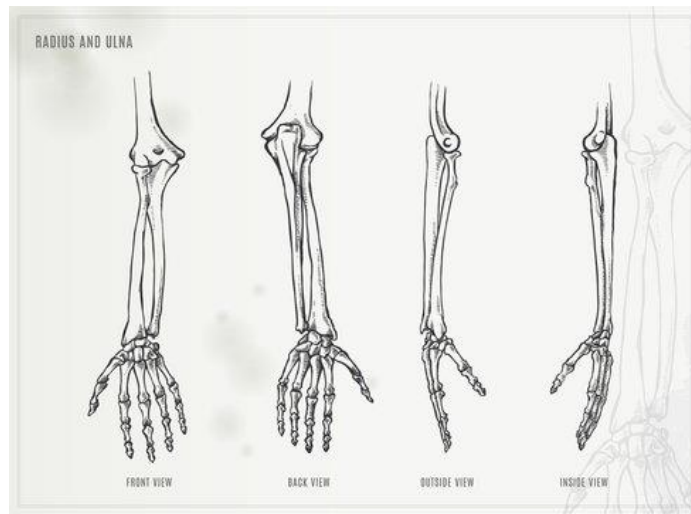 RADIUS AND ULNA
FRONT VIEW
BACK VIEW
OUTSIDE VIEW
INSIDE VIEW